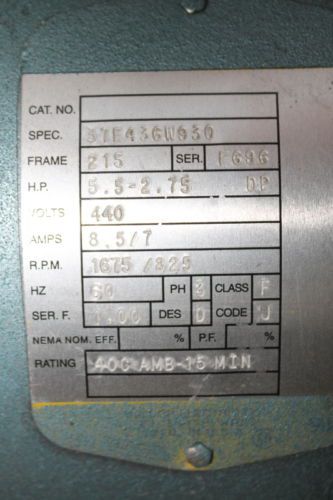 CAT. NO.
SPEC. 37E436W030
FRAME 215 SER. F696
H.P. 5.5-2.75 DP
VOLTS 440
AMPS 8.5/7
R.P.M. 1675 /825
HZ 60 PH 3 CLASS F
SER. F. 1.00 DES D CODE J
NEMA NOM. EFF. % P.F. %
RATING 40C AMB-15 MIN